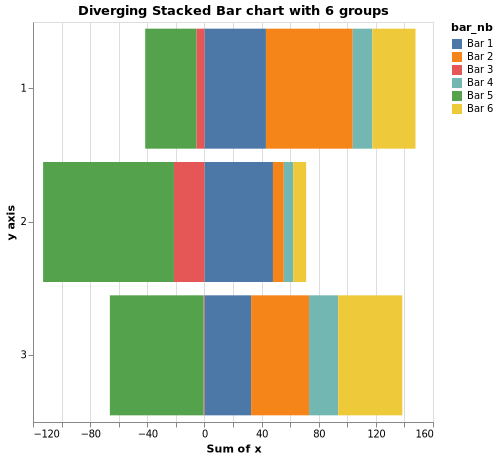 Diverging Stacked Bar chart with 6 groups
bar_nb
Bar 1
Bar 2
Bar 3
Bar 4
Bar 5
Bar 6
y axis
1
2
3
−120 −80 −40 0 40 80 120 160
Sum of x